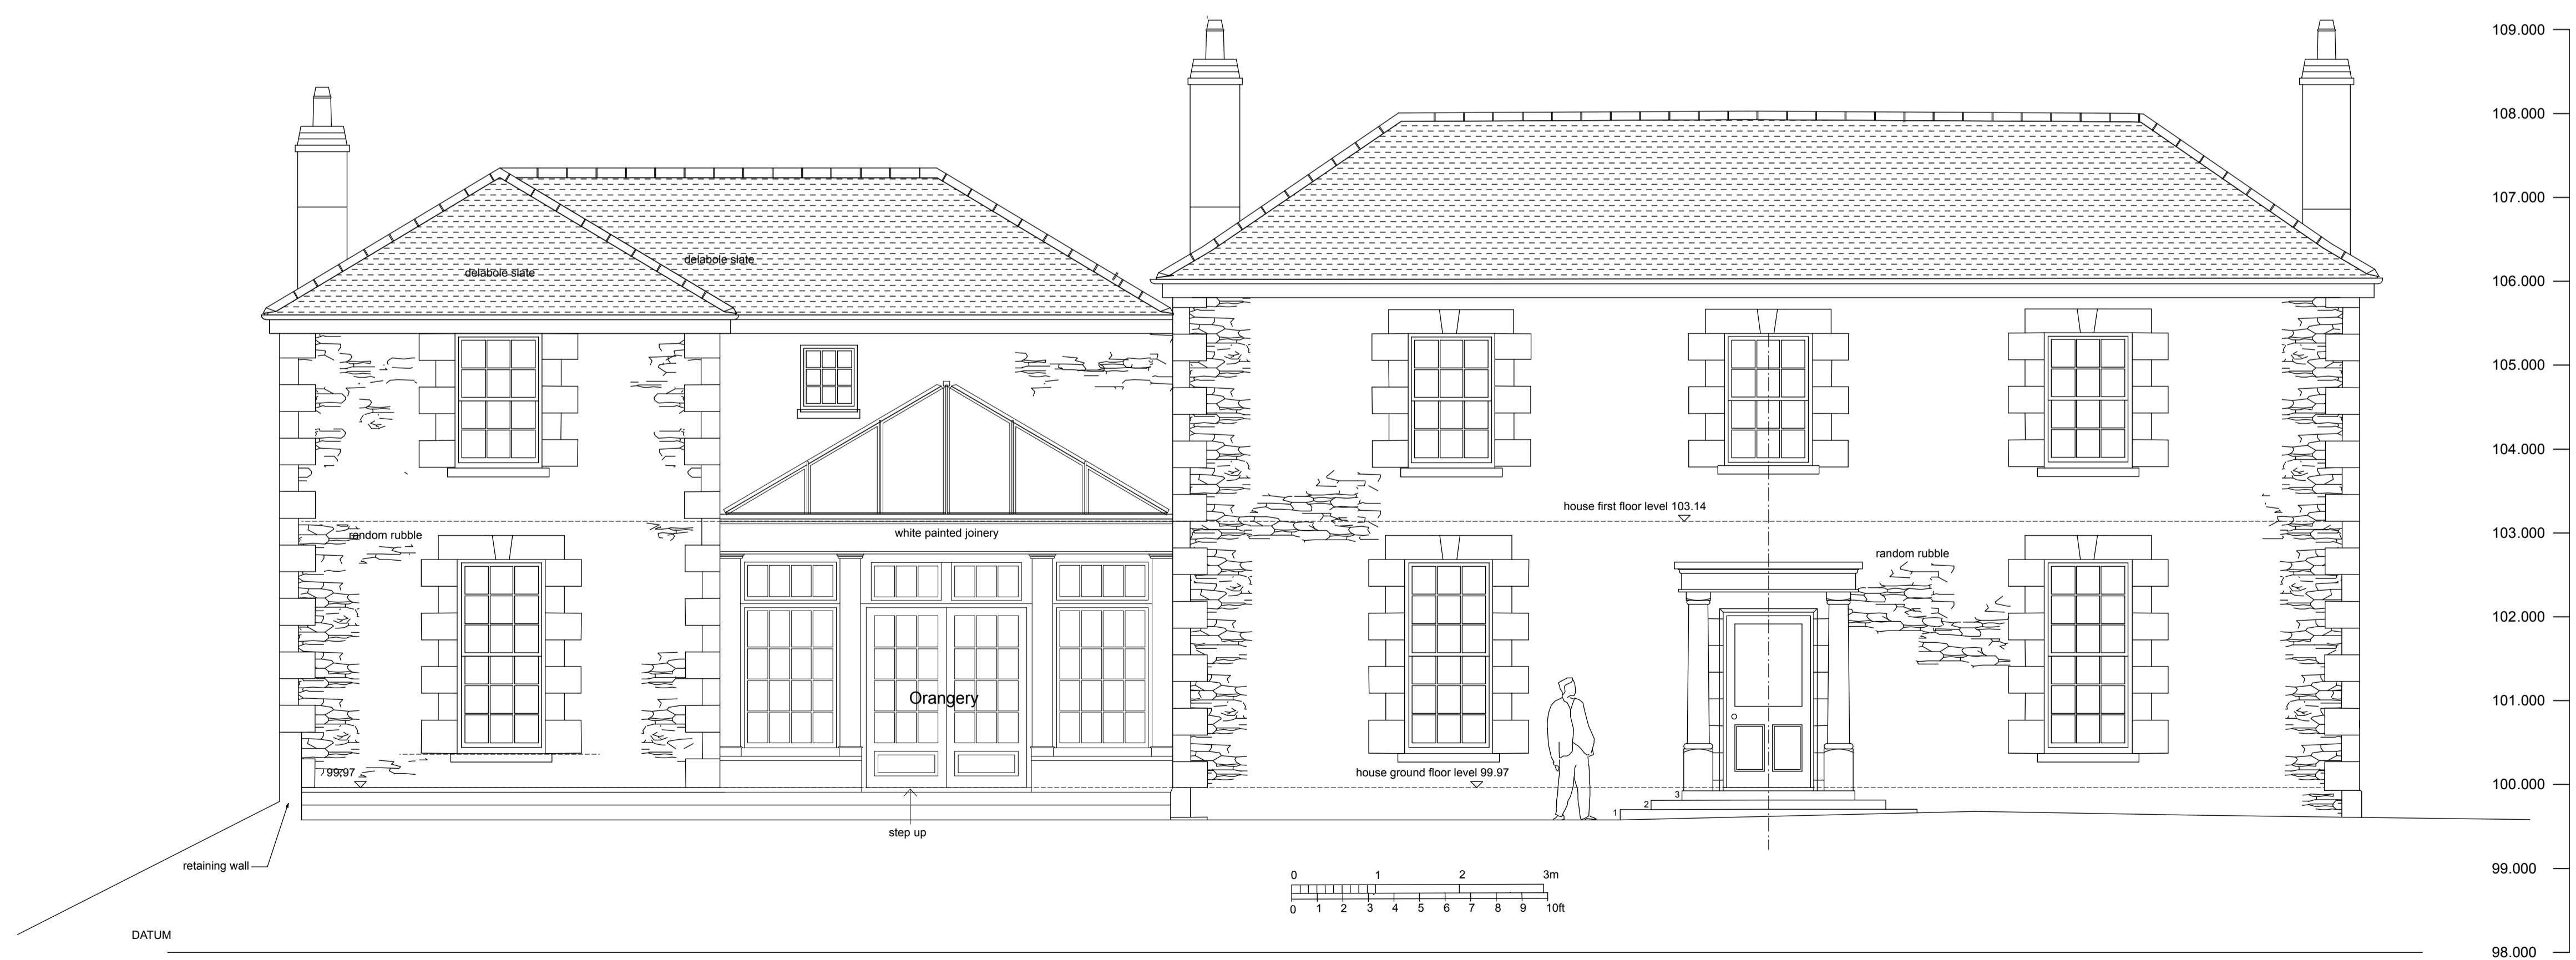 109.000
108.000
107.000
delabole slate
delabole slate
106.000
105.000
104.000
house first floor level 103.14
random rubble
white painted joinery
103.000
random rubble
102.000
Orangery
101.000
99.97
house ground floor level 99.97
100.000
3
2
1
step up
retaining wall
99.000
0 1 2 3m
0 1 2 3 4 5 6 7 8 9 10ft
DATUM
98.000